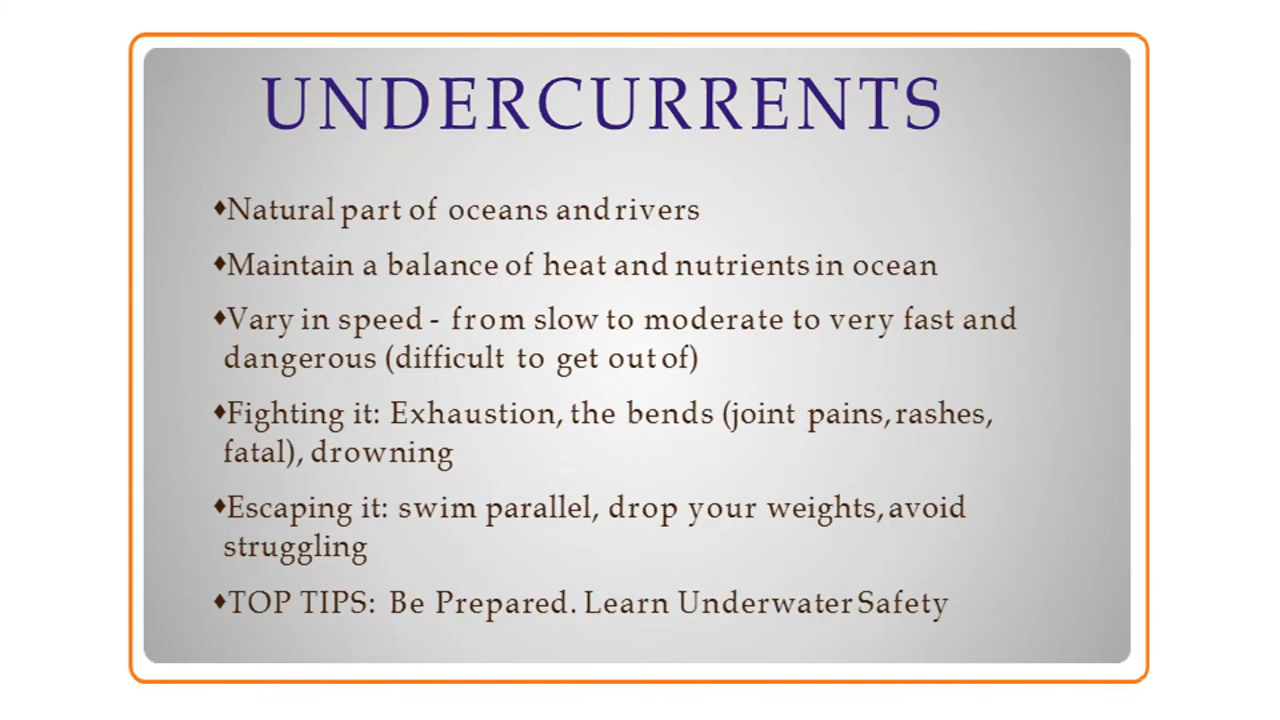 UNDERCURRENTS
♦Natural part of oceans and rivers
♦Maintain a balance of heat and nutrients in ocean
♦Vary in speed - from slow to moderate to very fast and
dangerous (difficult to get out of)
♦Fighting it: Exhaustion, the bends (joint pains, rashes,
fatal), drowning
♦Escaping it: swim parallel, drop your weights, avoid
struggling
♦TOP TIPS: Be Prepared. Learn Underwater Safety